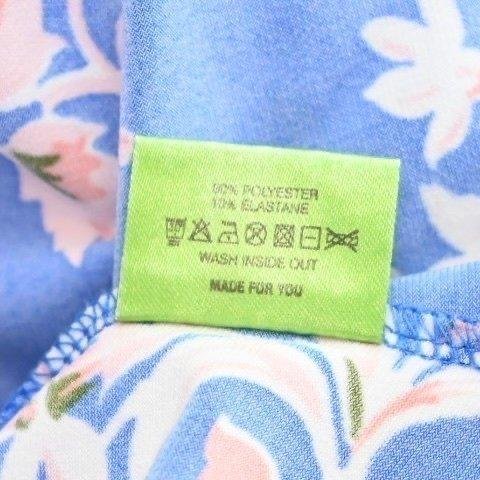 90% POLYESTER
10% ELASTANE
WASH INSIDE OUT
MADE FOR YOU